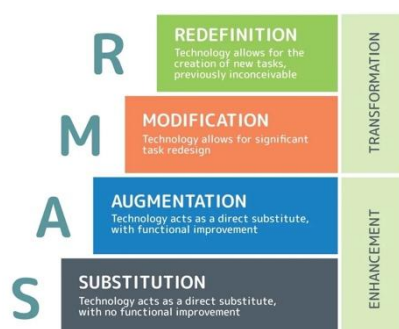 R
REDEFINITION
Technology allows for the
creation of new tasks,
previously inconceivable
M
MODIFICATION
Technology allows for significant
task redesign
TRANSFORMATION
A
AUGMENTATION
Technology acts as a direct substitute,
with functional improvement
S
SUBSTITUTION
Technology acts as a direct substitute,
with no functional improvement
ENHANCEMENT